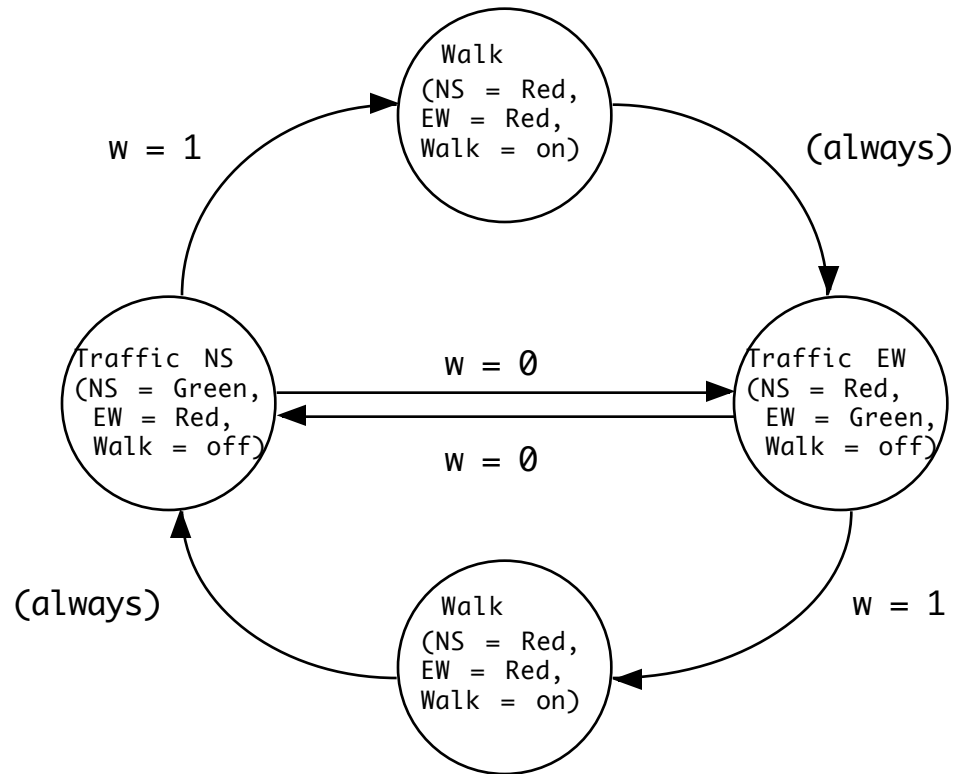 Walk
(NS = Red,
EW = Red,
Walk = on)
w = 1
(always)
Traffic NS
(NS = Green,
EW = Red,
Walk = off)
w = 0
w = 0
Traffic EW
(NS = Red,
EW = Green,
Walk = off)
(always)
Walk
(NS = Red,
EW = Red,
Walk = on)
w = 1